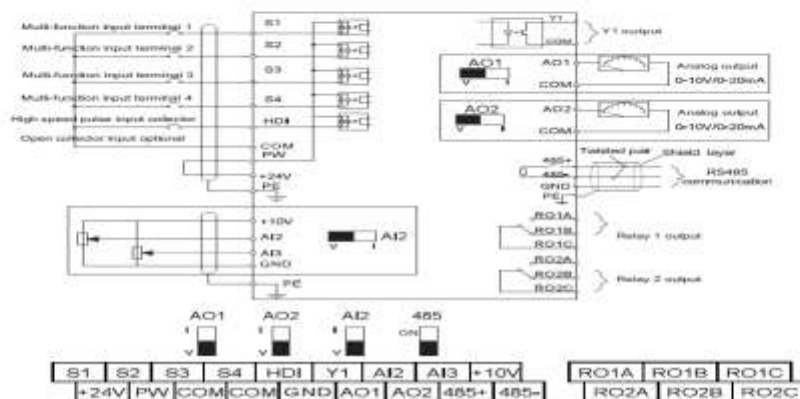 Multi-function input terminal 1
S1
Multi-function input terminal 2
S2
Multi-function input terminal 3
S3
Multi-function input terminal 4
S4
High speed pulse input collector
HDI
Open collector input optional
COM
PW
+24V
PE
+10V
AI2
AI3
GND
AI2
V I
PE
Y1
COM
Y1 output
AO1
V I
AO1
COM
Analog output
0-10V/0-20mA
AO2
V I
AO2
COM
Analog output
0-10V/0-20mA
Twisted pair
Shield layer
485+
485-
GND
PE
RS485
communication
RO1A
RO1B
RO1C
Relay 1 output
RO2A
RO2B
RO2C
Relay 2 output
AO1 AO2 AI2 485
I I I ON
V V V
S1 S2 S3 S4 HDI Y1 AI2 AI3 +10V
+24V PW COM COM GND AO1 AO2 485+ 485-
RO1A RO1B RO1C
RO2A RO2B RO2C